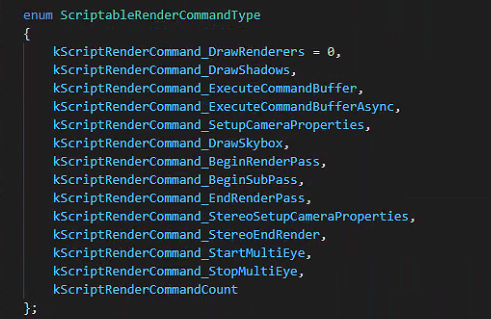 enum ScriptableRenderCommandType
{
kScriptRenderCommand_DrawRenderers = 0,
kScriptRenderCommand_DrawShadows,
kScriptRenderCommand_ExecuteCommandBuffer,
kScriptRenderCommand_ExecuteCommandBufferAsync,
kScriptRenderCommand_SetupCameraProperties,
kScriptRenderCommand_DrawSkybox,
kScriptRenderCommand_BeginRenderPass,
kScriptRenderCommand_BeginSubPass,
kScriptRenderCommand_EndRenderPass,
kScriptRenderCommand_StereoSetupCameraProperties,
kScriptRenderCommand_StereoEndRender,
kScriptRenderCommand_StartMultiEye,
kScriptRenderCommand_StopMultiEye,
kScriptRenderCommandCount
};